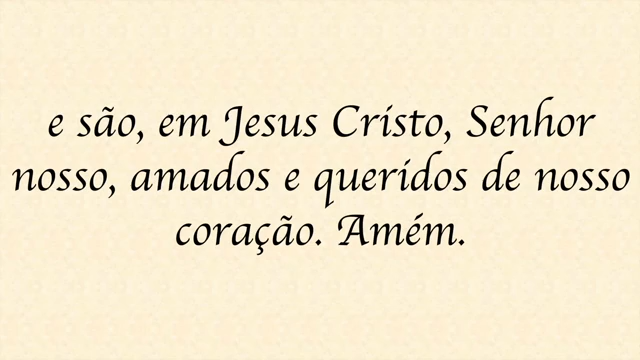 e são, em Jesus Cristo, Senhor
nosso, amados e queridos de nosso
coração. Amém.